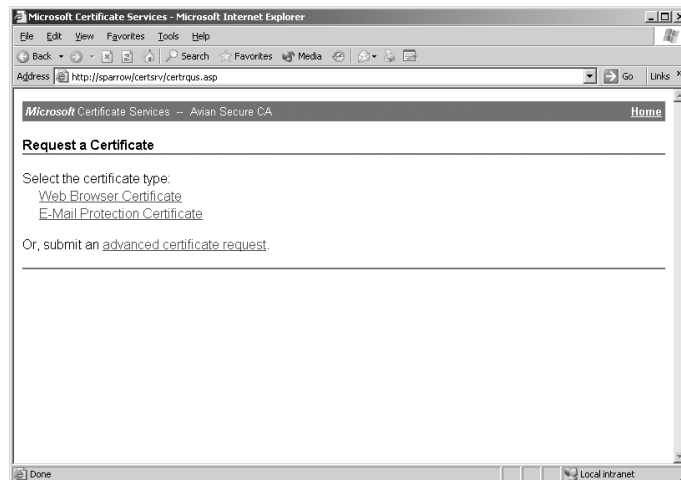 Microsoft Certificate Services - Microsoft Internet Explorer
File Edit View Favorites Tools Help
Back Search Favorites Media
Address http://sparrow/certsrv/certrqus.asp Go Links »
Microsoft Certificate Services -- Avian Secure CA Home
Request a Certificate
Select the certificate type:
Web Browser Certificate
E-Mail Protection Certificate
Or, submit an advanced certificate request.
Done Local intranet